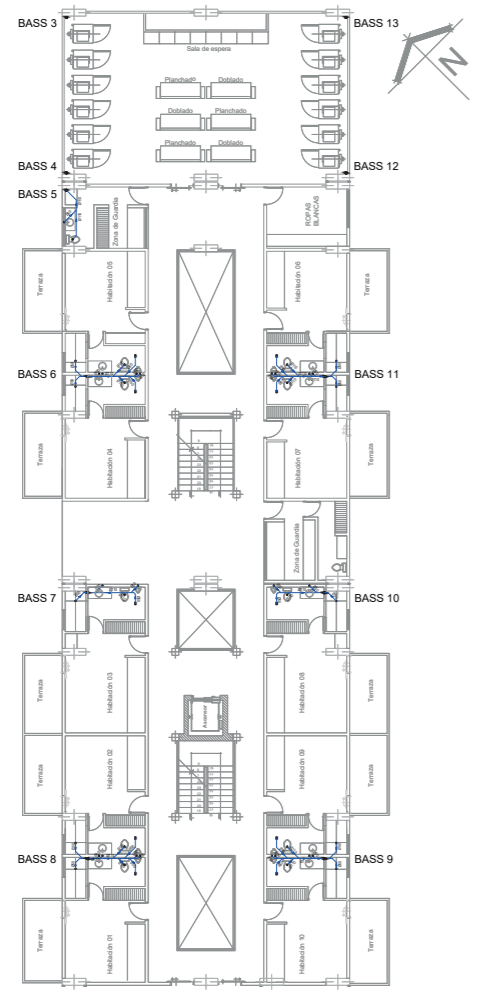 BASS 3
BASS 13
N
Sala de espera
Planchado
Doblado
Doblado
Planchado
Planchado
Doblado
BASS 4
BASS 12
BASS 5
Zona de Guardia
ROPAS
BLANCAS
Terraza
Habitación 05
Habitación 06
Terraza
BASS 6
BASS 11
Terraza
Habitación 04
Habitación 07
Terraza
Zona de Guardia
BASS 7
BASS 10
Terraza
Habitación 03
Habitación 08
Terraza
Ascensor
Terraza
Habitación 02
Habitación 09
Terraza
BASS 8
BASS 9
Terraza
Habitación 01
Habitación 10
Terraza